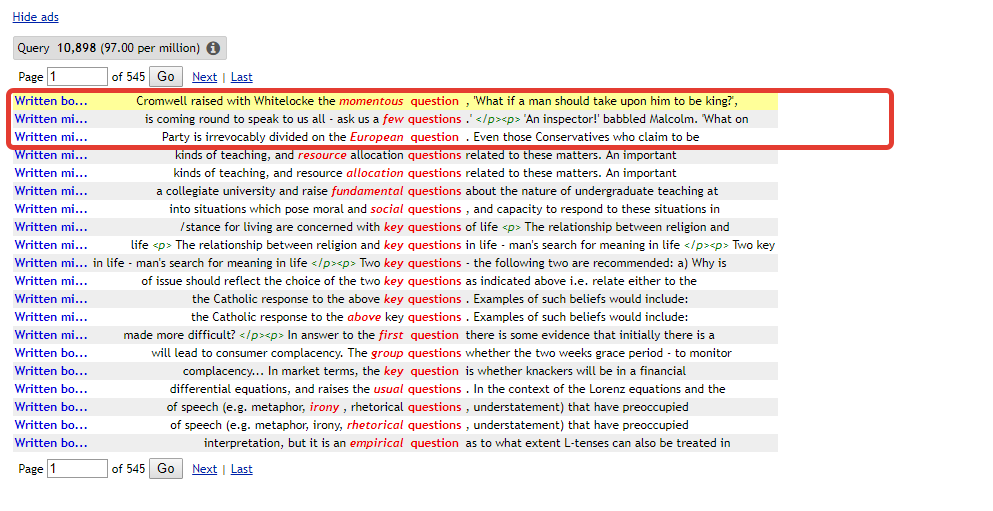 Hide ads
Query 10,898 (97.00 per million) i
Page 1 of 545 Go Next | Last
Written bo... Cromwell raised with Whitelocke the momentous question , 'What if a man should take upon him to be king?',
Written mi... is coming round to speak to us all - ask us a few questions .' </p><p> 'An inspector!' babbled Malcolm. 'What on
Written mi... Party is irrevocably divided on the European question . Even those Conservatives who claim to be
Written mi... kinds of teaching, and resource allocation questions related to these matters. An important
Written mi... kinds of teaching, and resource allocation questions related to these matters. An important
Written mi... a collegiate university and raise fundamental questions about the nature of undergraduate teaching at
Written mi... into situations which pose moral and social questions , and capacity to respond to these situations in
Written mi... /stance for living are concerned with key questions of life <p> The relationship between religion and
Written mi... life <p> The relationship between religion and key questions in life - man's search for meaning in life </p><p> Two key
Written mi... in life - man's search for meaning in life </p><p> Two key questions - the following two are recommended: a) Why is
Written mi... of issue should reflect the choice of the two key questions as indicated above i.e. relate either to the
Written mi... the Catholic response to the above key questions . Examples of such beliefs would include:
Written mi... the Catholic response to the above key questions . Examples of such beliefs would include:
Written mi... made more difficult? </p><p> In answer to the first question there is some evidence that initially there is a
Written bo... will lead to consumer complacency. The group questions whether the two weeks grace period - to monitor
Written bo... complacency... In market terms, the key question is whether knackers will be in a financial
Written bo... differential equations, and raises the usual questions . In the context of the Lorenz equations and the
Written bo... of speech (e.g. metaphor, irony , rhetorical questions , understatement) that have preoccupied
Written bo... of speech (e.g. metaphor, irony, rhetorical questions , understatement) that have preoccupied
Written bo... interpretation, but it is an empirical question as to what extent L-tenses can also be treated in
Page 1 of 545 Go Next | Last